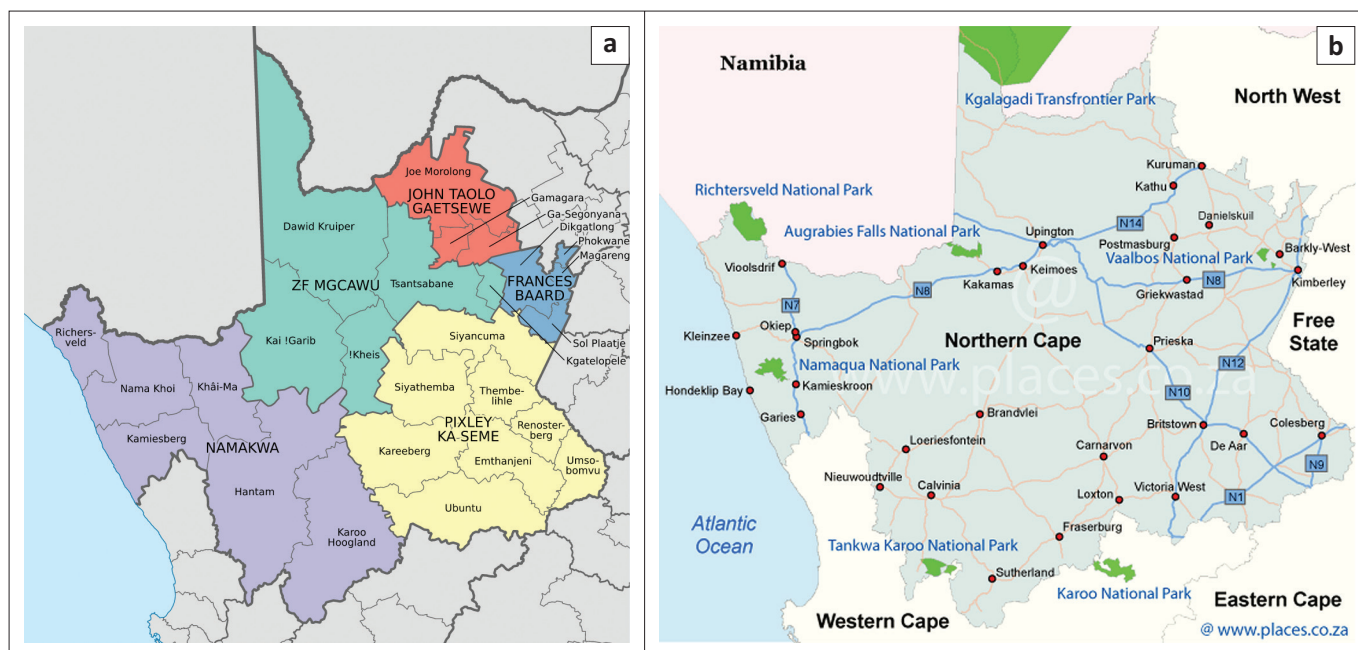 a
Joe Morolong
JOHN TAOLO
GAETSEWE
Gamagara
Ga-Segonyana
Dikgatlong
Phokwane
Magareng
Dawid Kruiper
ZF MGCAWU
Tsantsabane
FRANCES
BAARD
Richers-
veld
Kai !Garib
!Kheis
Siyancuma
Sol Plaatje
Kgatelopele
Nama Khoi
Khâi-Ma
Siyathemba
Thembe-
lihle
Kamiesberg
NAMAKWA
PIXLEY
KA SEME
Renoster-
berg
Kareeberg
Emthanjeni
Umso-
bomvu
Hantam
Ubuntu
Karoo
Hoogland
b
Namibia
Kgalagadi Transfrontier Park
North West
Kuruman
Kathu
Richtersveld National Park
Danielskuil
N14
Augrabies Falls National Park
Upington
Postmasburg
Barkly-West
Vaalbos National Park
Vioolsdrif
Keimoes
Kakamas
N8
N8
Kimberley
Griekwastad
@
N7
Okiep
Springbok
Kleinzee
Northern Cape
Free
State
Prieska
Namaqua National Park
N12
www.places.co.za
Kamieskroon
Hondeklip Bay
N10
Garies
Brandvlei
Britstown
De Aar
Colesberg
Loeriesfontein
Carnarvon
N9
Nieuwoudtville
Calvinia
Loxton
Victoria West
N1
Atlantic
Ocean
Fraserburg
Tankwa Karoo National Park
Sutherland
Karoo National Park
Western Cape
Eastern Cape
@ www.places.co.za